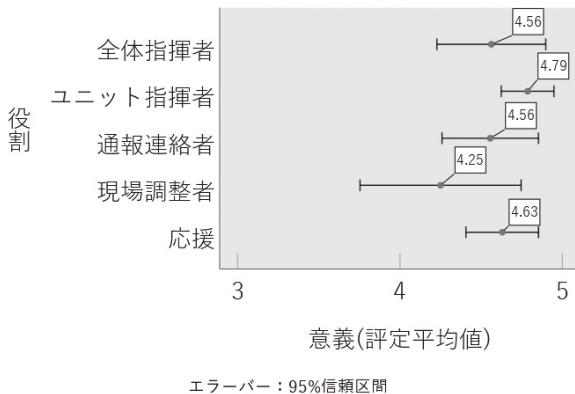 役割
全体指揮者
4.56
ユニット指揮者
4.79
通報連絡者
4.56
現場調整者
4.25
応援
4.63
3 4 5
意義(評定平均値)
エラーバー：95%信頼区間